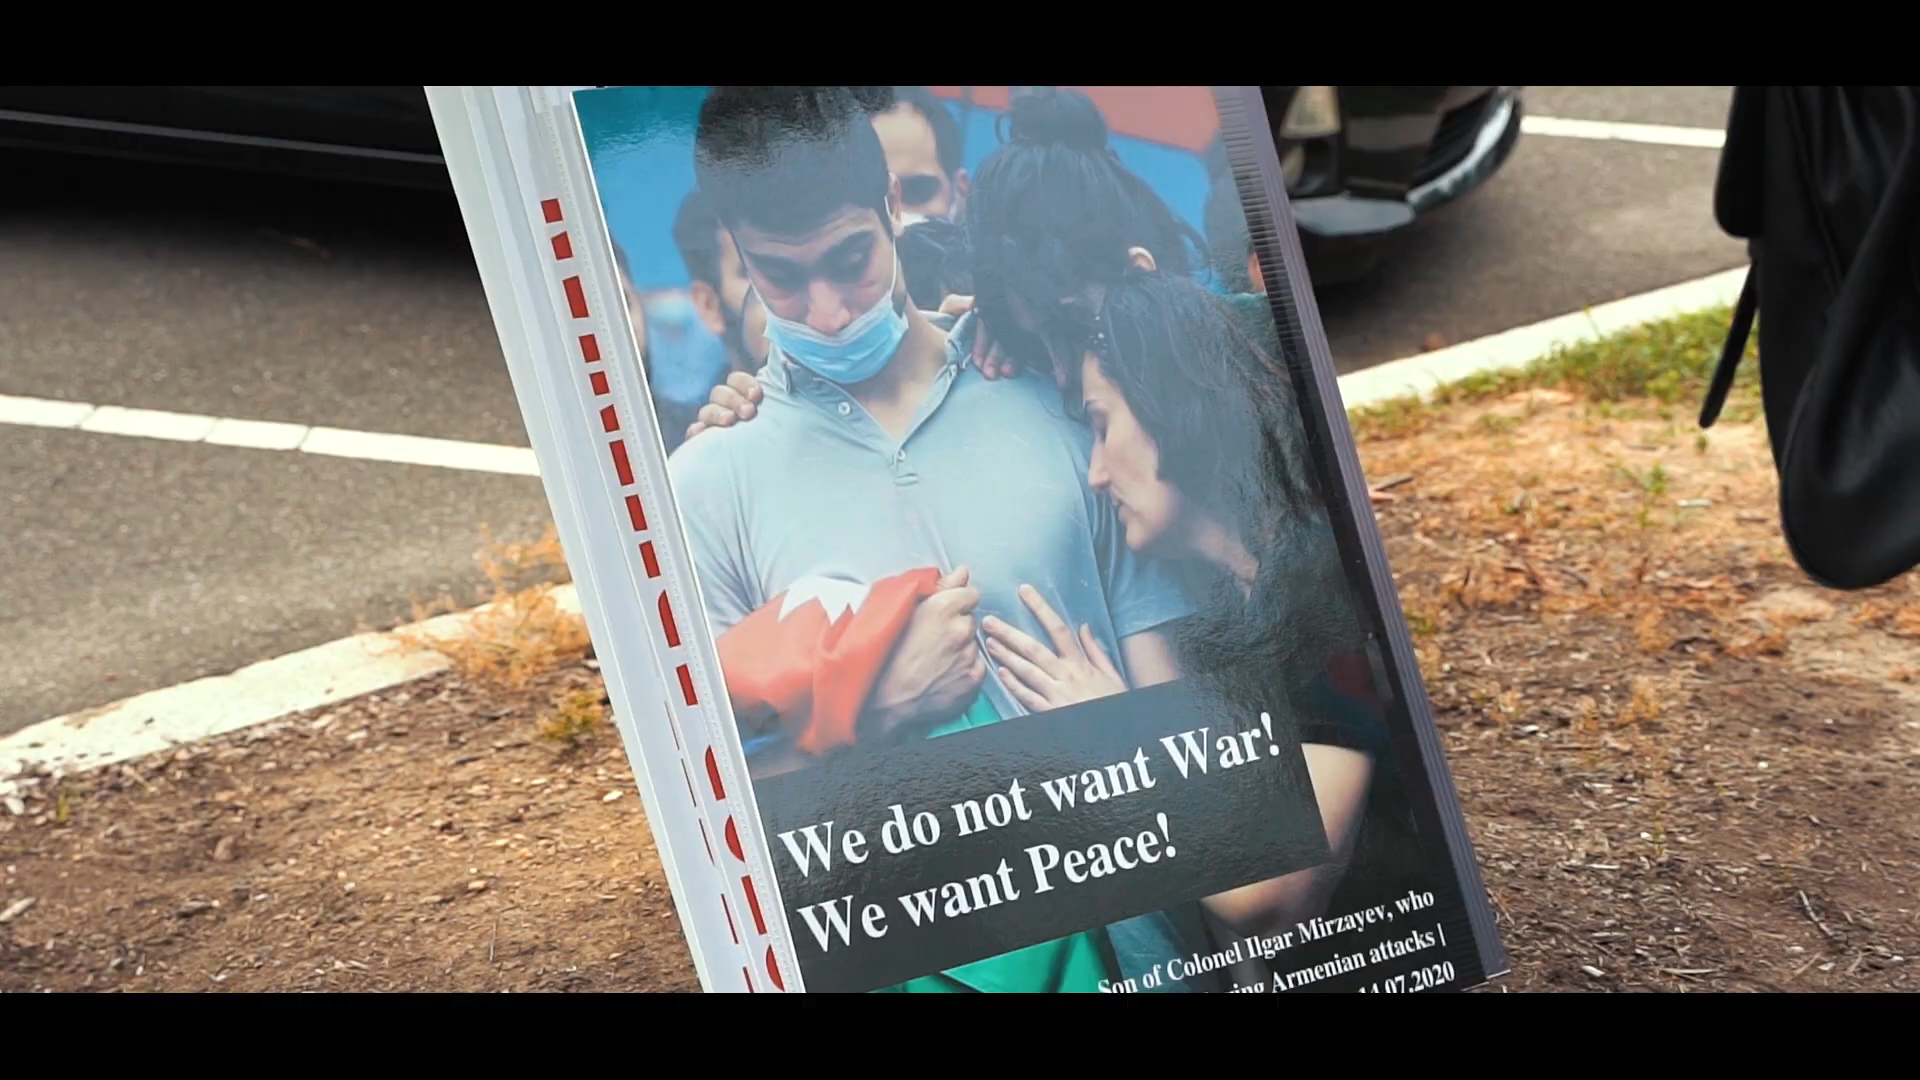 We do not want War!
We want Peace!
Son of Colonel Ilgar Mirzayev, who
Armenian attacks |
14.07.2020